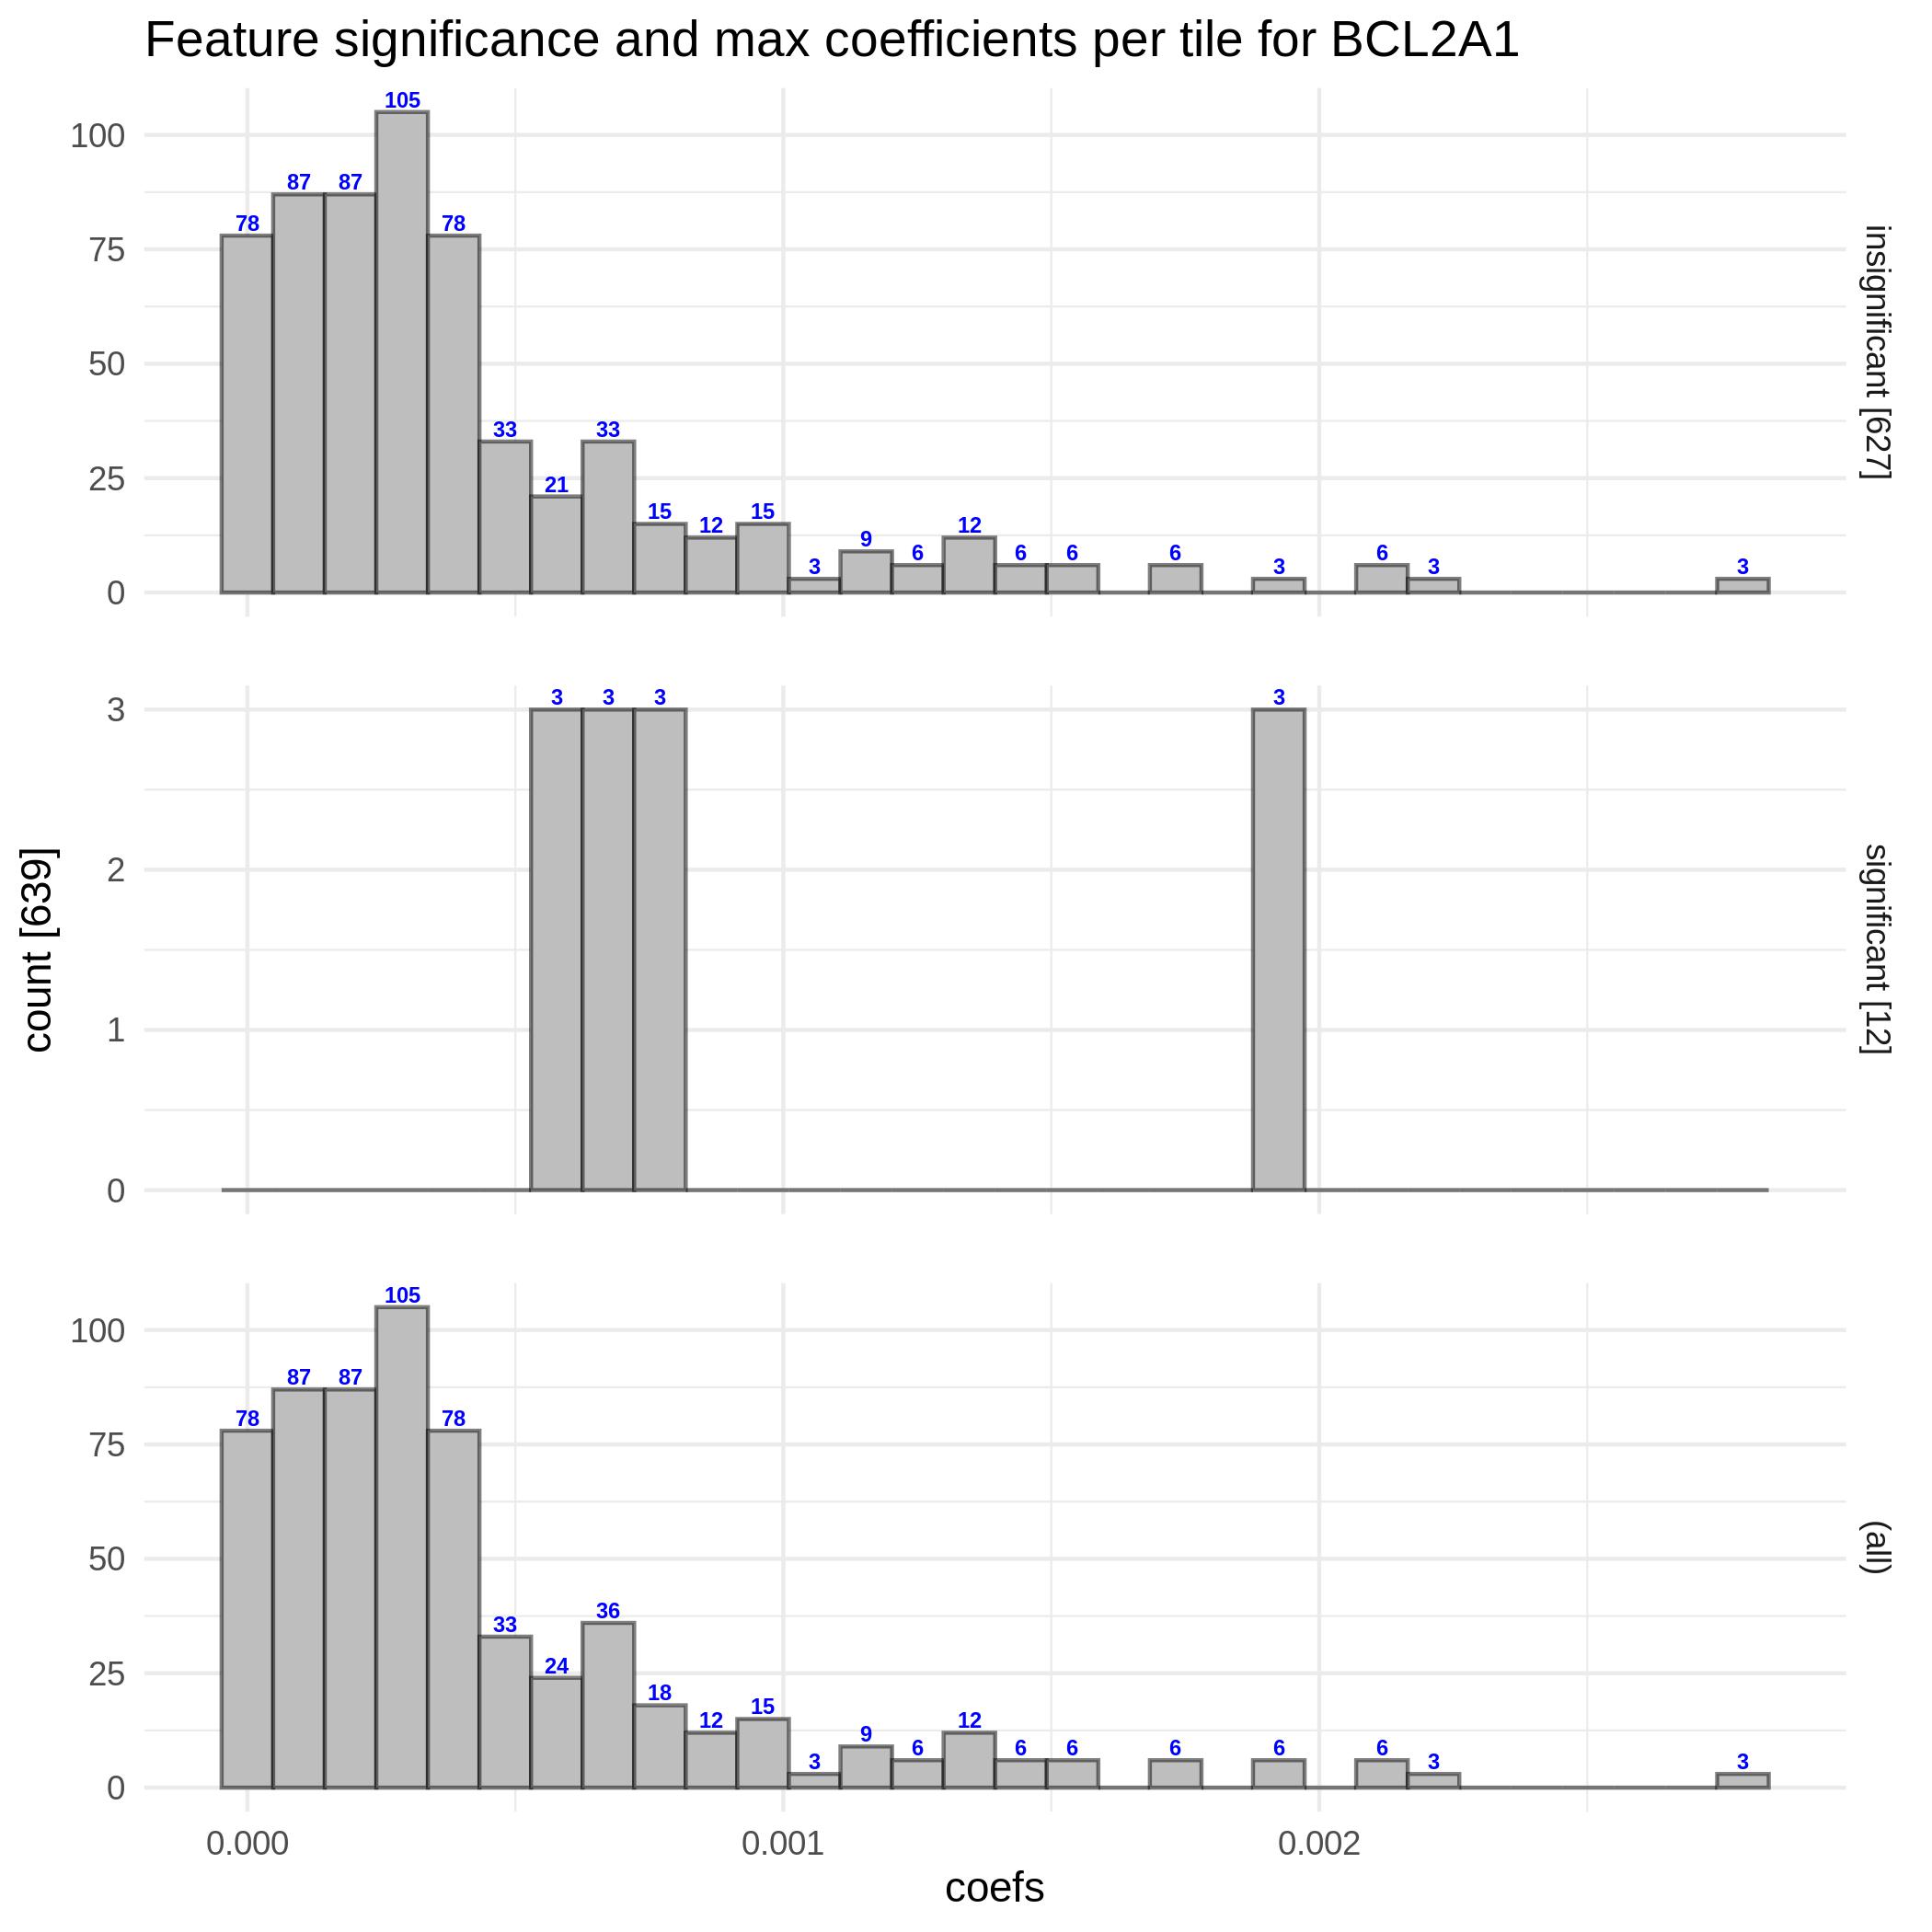 Feature significance and max coefficients per tile for BCL2A1
105
100
87 87
78 78
75
insignificant [627]
50
33 33
25
21
15 12 15
3 9 6 12 6 6 6 3 6 3 3
0
3 3 3 3
3
2
significant [12]
1
0
count [639]
105
100
87 87
78 78
75
(all)
50
33 36
25
24
18
12 15
3 9 6 12 6 6 6 6 6 3 3
0
0.000 0.001 0.002
coefs